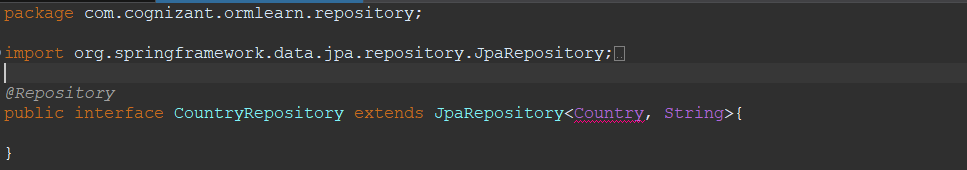 package com.cognizant.ormlearn.repository;
import org.springframework.data.jpa.repository.JpaRepository;
@Repository
public interface CountryRepository extends JpaRepository<Country, String>{
}